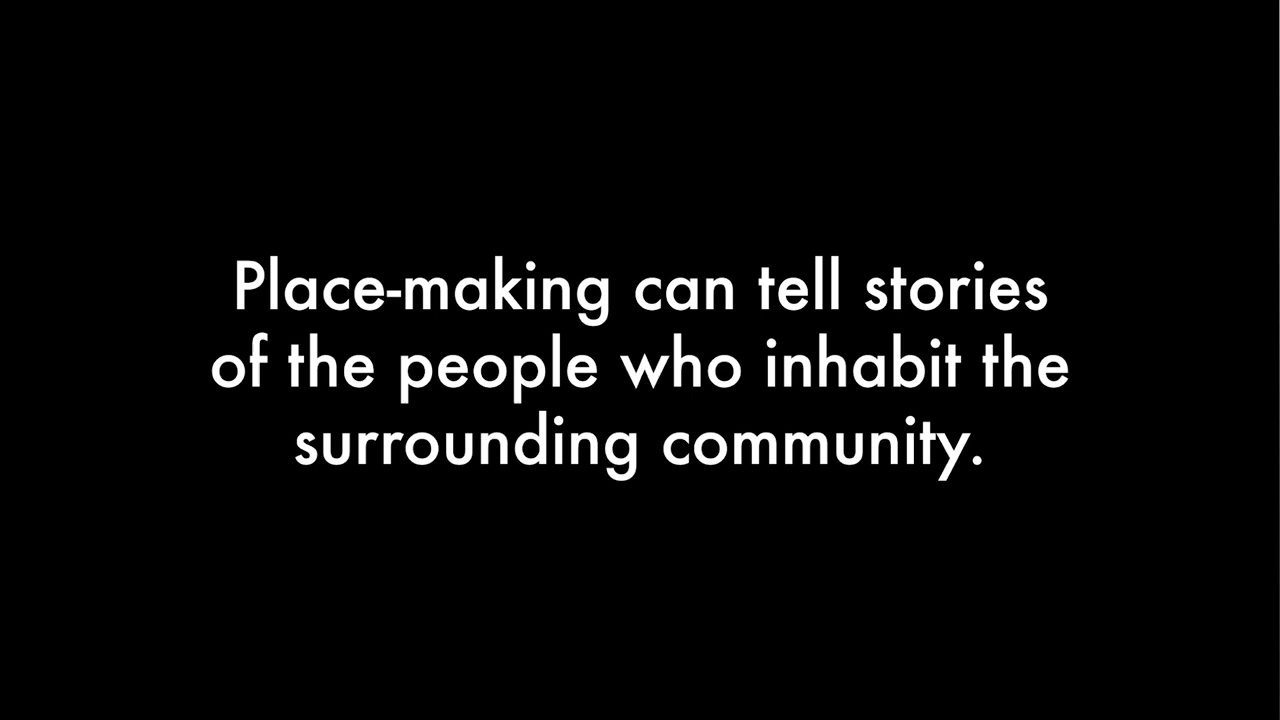 Place-making can tell stories
of the people who inhabit the
surrounding community.